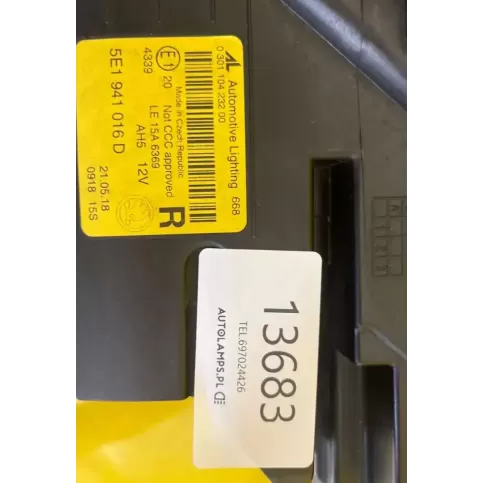 AL Automotive Lighting 668
0 301 104 232 00
Made in Czech Republic
E1 20 Not CCC approved
LE 15A 6369
4339 AH5 12V
R
5E1 941 016 D
21.05.18
0918 15S
13683
TEL.697024426
AUTOLAMPS.PL